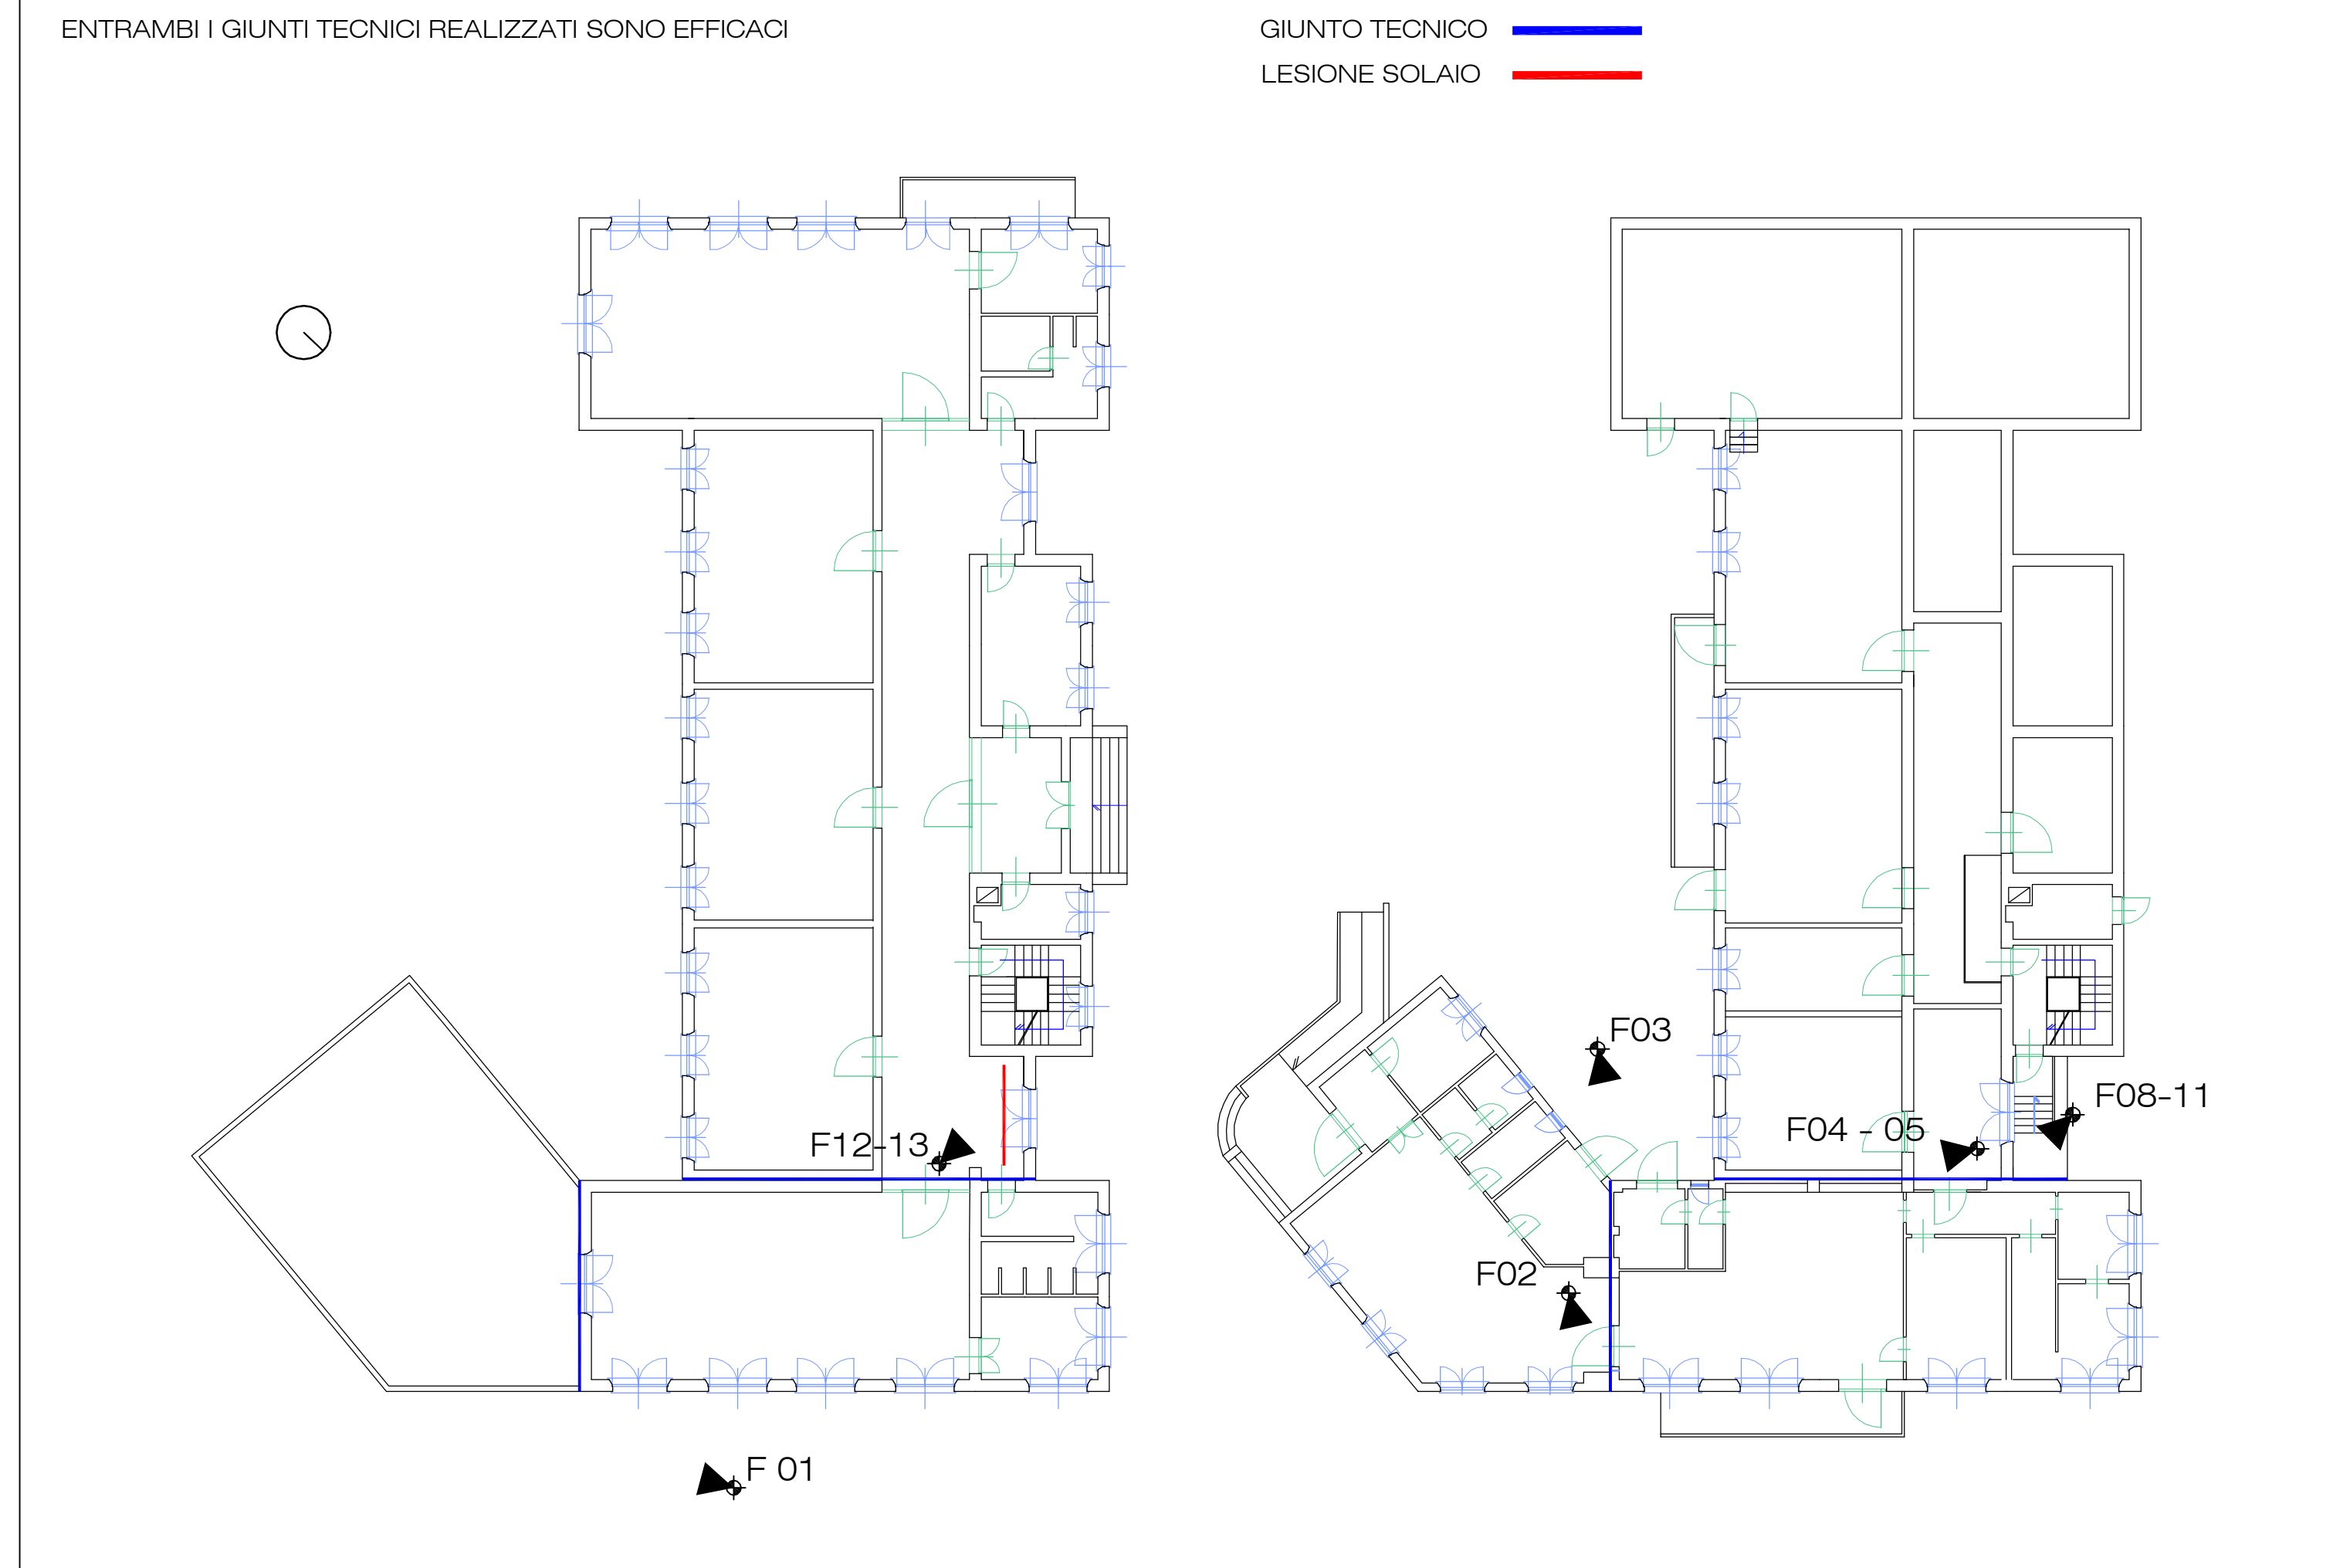 ENTRAMBI I GIUNTI TECNICI REALIZZATI SONO EFFICACI
GIUNTO TECNICO
LESIONE SOLAIO
F03
F08-11
F04 - 05
F12-13
F02
F 01